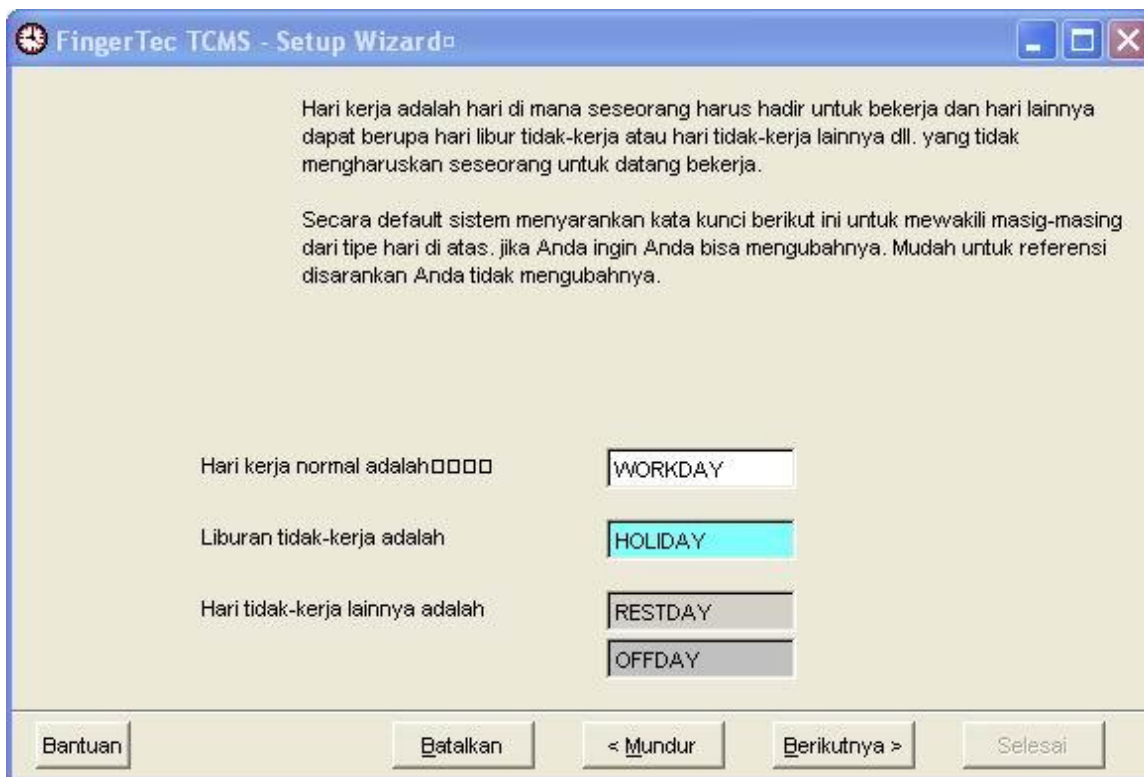 FingerTec TCMS - Setup Wizard□
Hari kerja adalah hari di mana seseorang harus hadir untuk bekerja dan hari lainnya
dapat berupa hari libur tidak-kerja atau hari tidak-kerja lainnya dll. yang tidak
mengharuskan seseorang untuk datang bekerja.
Secara default sistem menyarankan kata kunci berikut ini untuk mewakili masig-masing
dari tipe hari di atas. jika Anda ingin Anda bisa mengubahnya. Mudah untuk referensi
disarankan Anda tidak mengubahnya.
Hari kerja normal adalah□□□□ WORKDAY
Liburan tidak-kerja adalah HOLIDAY
Hari tidak-kerja lainnya adalah RESTDAY
OFFDAY
Bantuan Batalkan < Mundur Berikutnya > Selesai